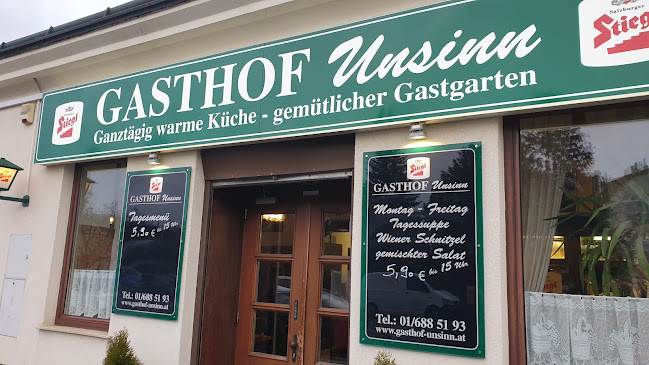 Salzburger
Stiegl
GASTHOF Unsinn
Stiegl
Ganztägig warme Küche - gemütlicher Gastgarten
Stiegl
GASTHOF Unsinn
Tagesmenü
5,90 € bis 15 Uhr
Tel.: 01/688 51 93
www.gasthof-unsinn.at
Stiegl
GASTHOF Unsinn
Montag - Freitag
Tagessuppe
Wiener Schnitzel
gemischter Salat
5,90 € bis 15 Uhr
Tel.: 01/688 51 93
www.gasthof-unsinn.at
Stiegl